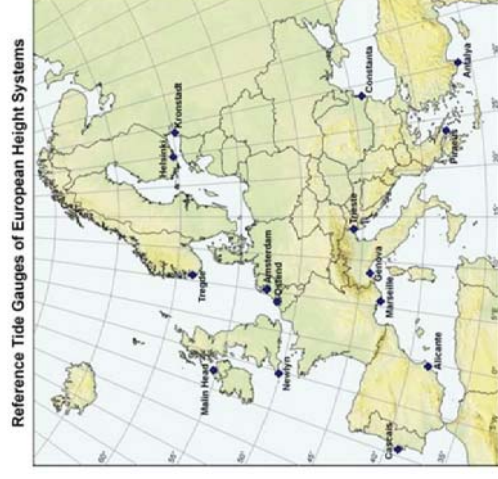 Reference Tide Gauges of European Height Systems
Kronstadt
Helsinki
Tregde
Amsterdam
Ostend
Malin Head
Newlyn
Constanta
Antalya
Piraeus
Trieste
Genova
Marseille
Alicante
Cascais